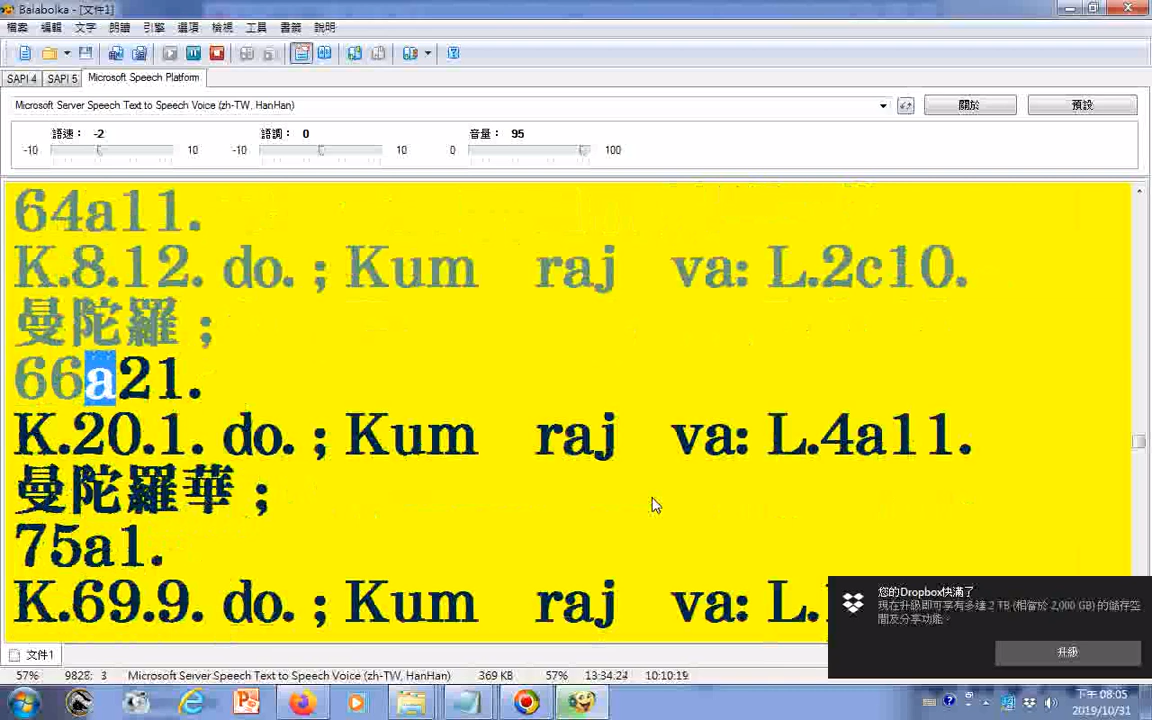 Balabolka - [文件1]
檔案 編輯 文字 朗讀 引擎 選項 檢視 工具 書籤 說明
SAPI 4 SAPI 5 Microsoft Speech Platform
Microsoft Server Speech Text to Speech Voice (zh-TW, HanHan) 關於 預設
語速： -2 語調： 0 音量： 95
-10 10 -10 10 0 100
64a11.
K.8.12. do. ; Kum raj va: L.2c10.
曼陀羅；
66a21.
K.20.1. do. ; Kum raj va: L.4a11.
曼陀羅華；
75a1.
K.69.9. do. ; Kum raj va: L.
您的Dropbox快滿了
現在升級即可享有多達 2 TB (相當於 2,000 GB) 的儲存空
間及分享功能。
升級
文件1
57% 9828: 3 Microsoft Server Speech Text to Speech Voice (zh-TW, HanHan) 369 KB 57% 13:34:24 10:10:19
下午 08:05
2019/10/31